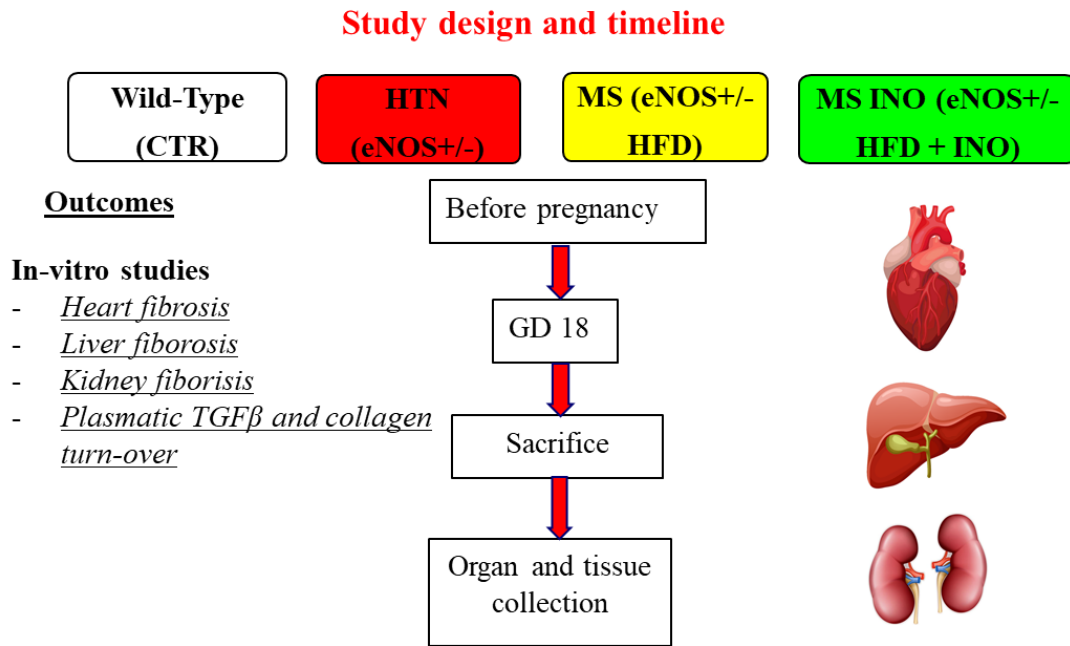 Study design and timeline
Wild-Type
(CTR)
HTN
(eNOS+/-)
MS (eNOS+/-
HFD)
MS INO (eNOS+/-
HFD + INO)
Outcomes
In-vitro studies
- Heart fibrosis
- Liver fiborosis
- Kidney fiborisis
- Plasmatic TGFβ and collagen
turn-over
Before pregnancy
GD 18
Sacrifice
Organ and tissue
collection